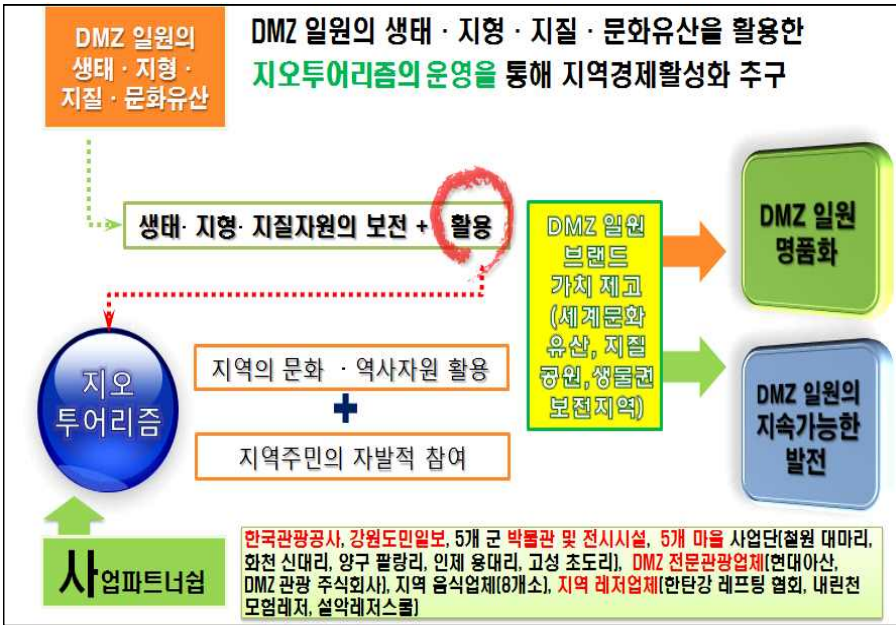 DMZ 일원의
생태 · 지형 ·
지질 · 문화유산
DMZ 일원의 생태 · 지형 · 지질 · 문화유산을 활용한
지오투어리즘의 운영을 통해 지역경제활성화 추구
생태· 지형· 지질자원의 보전 + 활용
DMZ 일원
브랜드
가치 제고
(세계문화
유산, 지질
공원,생물권
보전지역)
DMZ 일원
명품화
DMZ 일원의
지속가능한
발전
지오
투어리즘
지역의 문화 · 역사자원 활용
+
지역주민의 자발적 참여
사업파트너쉽
한국관광공사, 강원도민일보, 5개 군 박물관 및 전시시설, 5개 마을 사업단(철원 대마리,
화천 신대리, 양구 팔랑리, 인제 용대리, 고성 초도리), DMZ 전문관광업체(현대아산,
DMZ 관광 주식회사), 지역 음식업체(8개소), 지역 레저업체(한탄강 레프팅 협회, 내린천
모험레저, 설악레저스쿨)